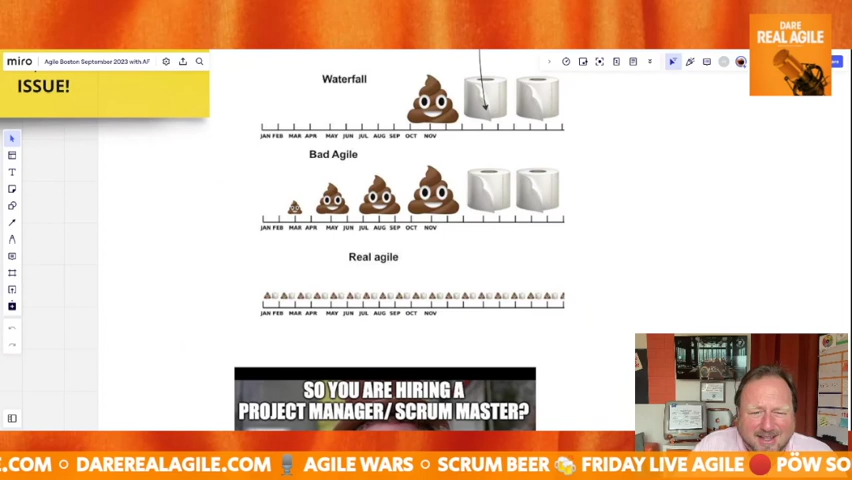 DARE
REAL AGILE
miro
Agile Boston September 2023 with AF
ISSUE!
Waterfall
JAN FEB MAR APR MAY JUN JUL AUG SEP OCT NOV
Bad Agile
JAN FEB MAR APR MAY JUN JUL AUG SEP OCT NOV
Real agile
JAN FEB MAR APR MAY JUN JUL AUG SEP OCT NOV
SO YOU ARE HIRING A
PROJECT MANAGER/ SCRUM MASTER?
E.COM ○ DAREREALAGILE.COM 🎙️ AGILE WARS ○ SCRUM BEER 🍻 FRIDAY LIVE AGILE 🔴 PÖW SO